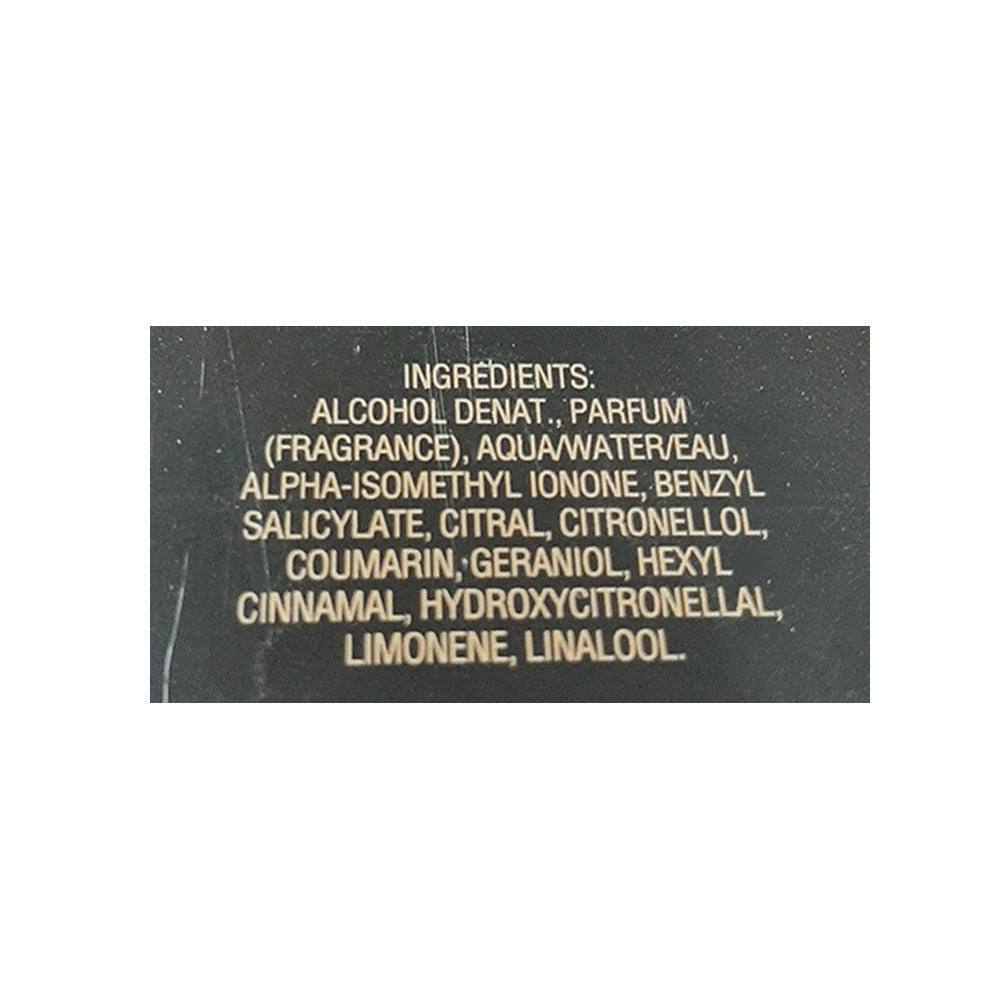 INGREDIENTS:
ALCOHOL DENAT., PARFUM
(FRAGRANCE), AQUA/WATER/EAU,
ALPHA-ISOMETHYL IONONE, BENZYL
SALICYLATE, CITRAL, CITRONELLOL,
COUMARIN, GERANIOL, HEXYL
CINNAMAL, HYDROXYCITRONELLAL,
LIMONENE, LINALOOL.